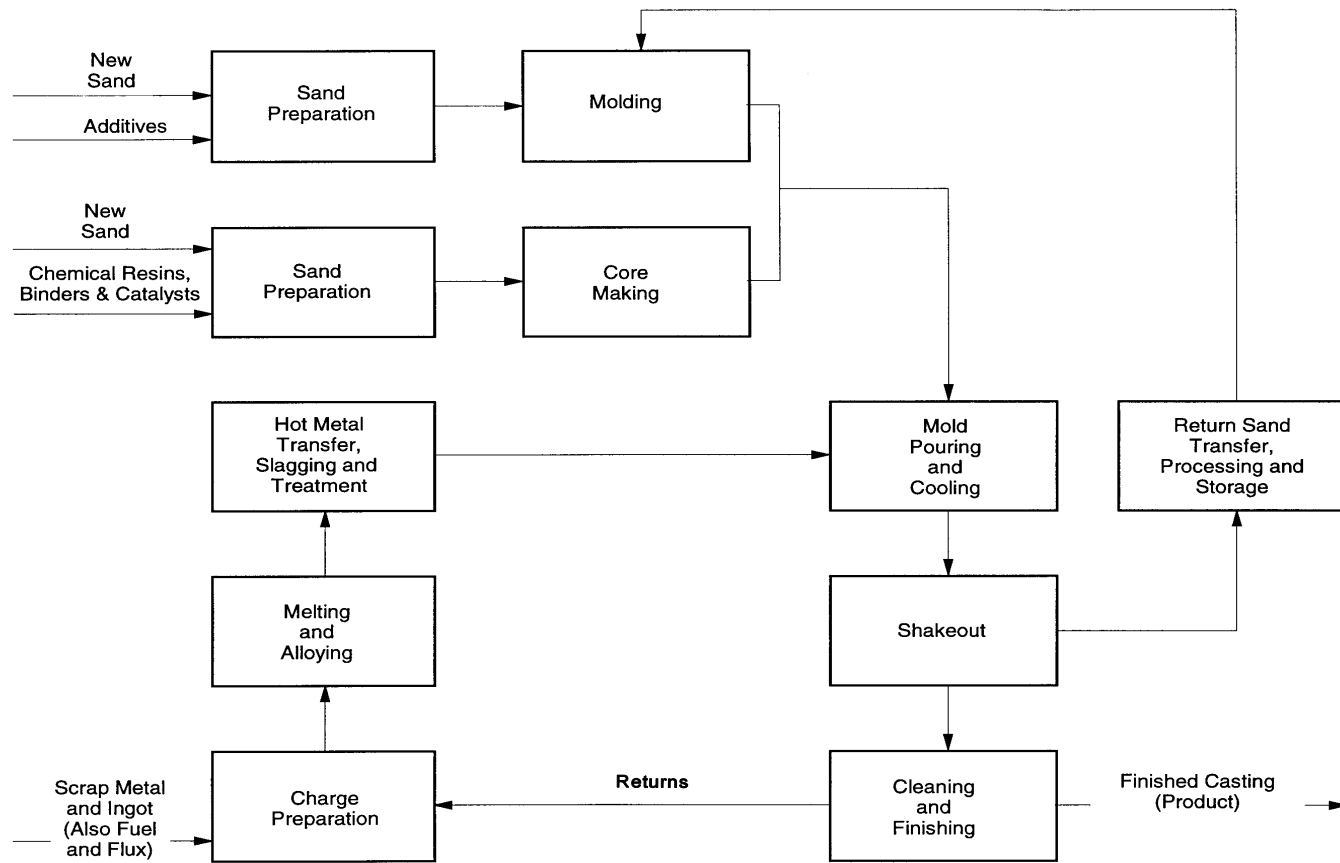 New
Sand
Additives
Sand
Preparation
Molding
New
Sand
Chemical Resins,
Binders & Catalysts
Sand
Preparation
Core
Making
Hot Metal
Transfer,
Slagging and
Treatment
Mold
Pouring
and
Cooling
Return Sand
Transfer,
Processing and
Storage
Melting
and
Alloying
Shakeout
Scrap Metal
and Ingot
(Also Fuel
and Flux)
Charge
Preparation
Returns
Cleaning
and
Finishing
Finished Casting
(Product)